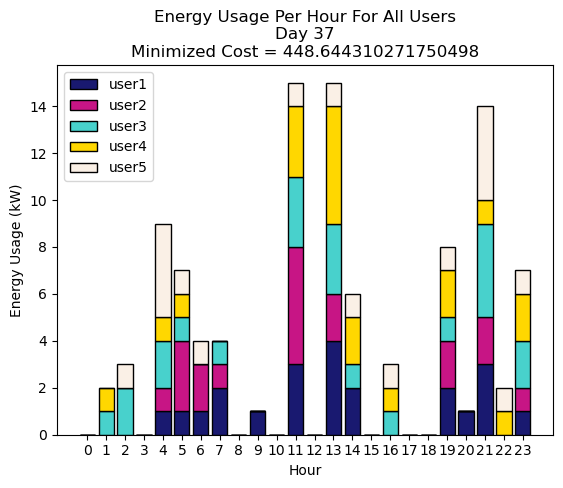 Energy Usage Per Hour For All Users
Day 37
Minimized Cost = 448.644310271750498
user1
user2
user3
user4
user5
Energy Usage (kW)
14
12
10
8
6
4
2
0
0 1 2 3 4 5 6 7 8 9 10 11 12 13 14 15 16 17 18 19 20 21 22 23
Hour